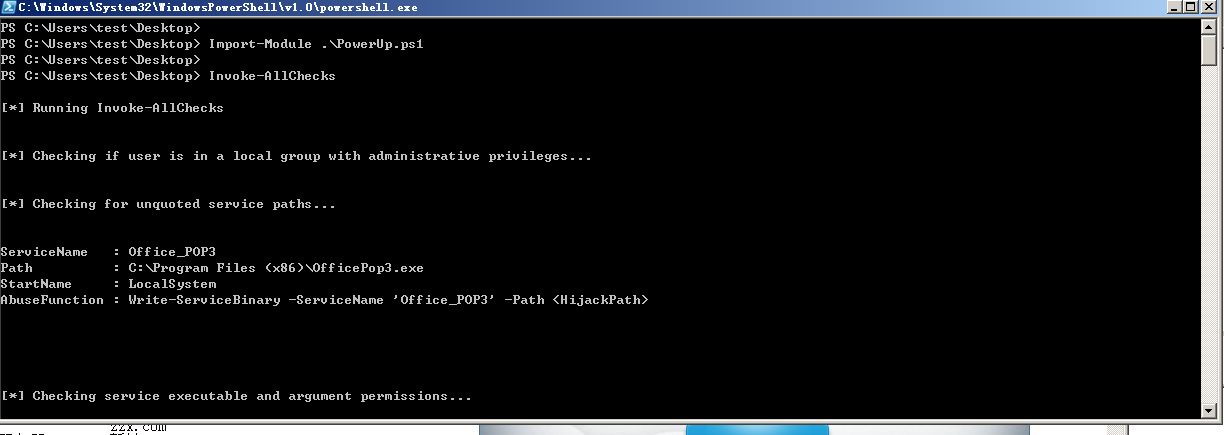 C:\Windows\System32\WindowsPowerShell\v1.0\powershell.exe
PS C:\Users\test\Desktop>
PS C:\Users\test\Desktop> Import-Module .\PowerUp.ps1
PS C:\Users\test\Desktop>
PS C:\Users\test\Desktop> Invoke-AllChecks
[*] Running Invoke-AllChecks
[*] Checking if user is in a local group with administrative privileges...
[*] Checking for unquoted service paths...
ServiceName : Office_POP3
Path : C:\Program Files (x86)\OfficePop3.exe
StartName : LocalSystem
AbuseFunction : Write-ServiceBinary -ServiceName 'Office_POP3' -Path <HijackPath>
[*] Checking service executable and argument permissions...
zzx.com